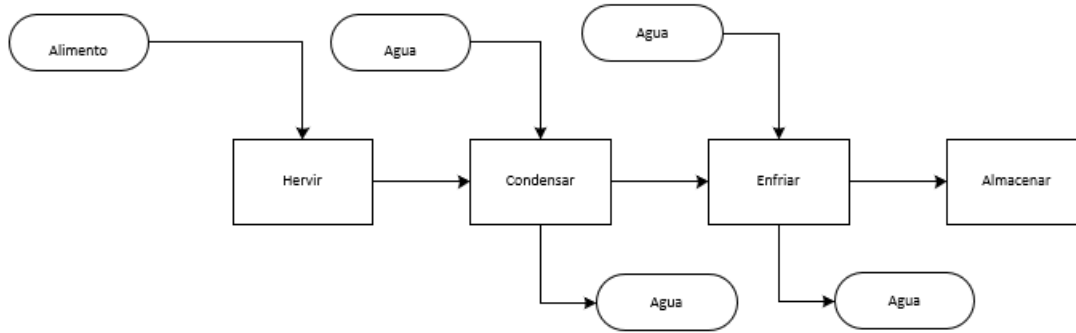 Alimento
Agua
Agua
Hervir
Condensar
Enfriar
Almacenar
Agua
Agua